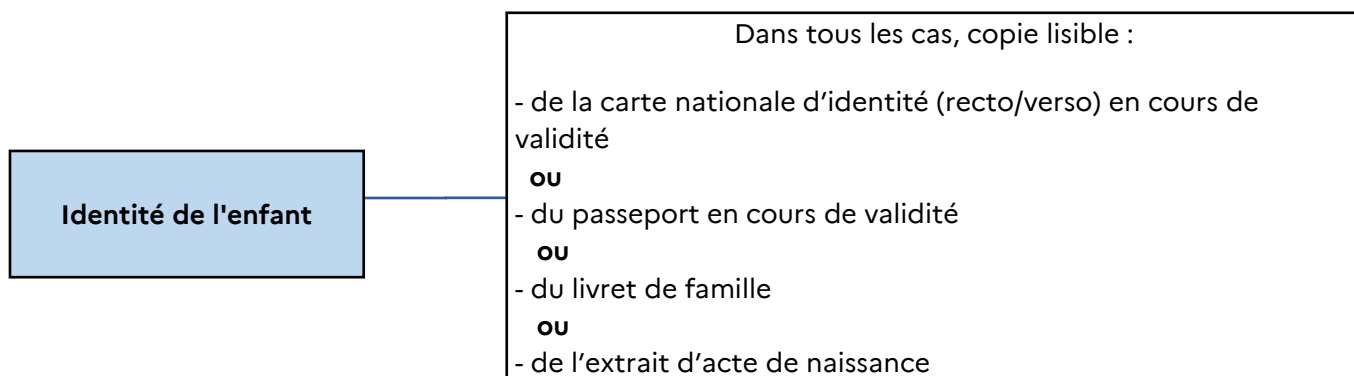 Identité de l'enfant
Dans tous les cas, copie lisible :
- de la carte nationale d’identité (recto/verso) en cours de
validité
ou
- du passeport en cours de validité
ou
- du livret de famille
ou
- de l’extrait d’acte de naissance